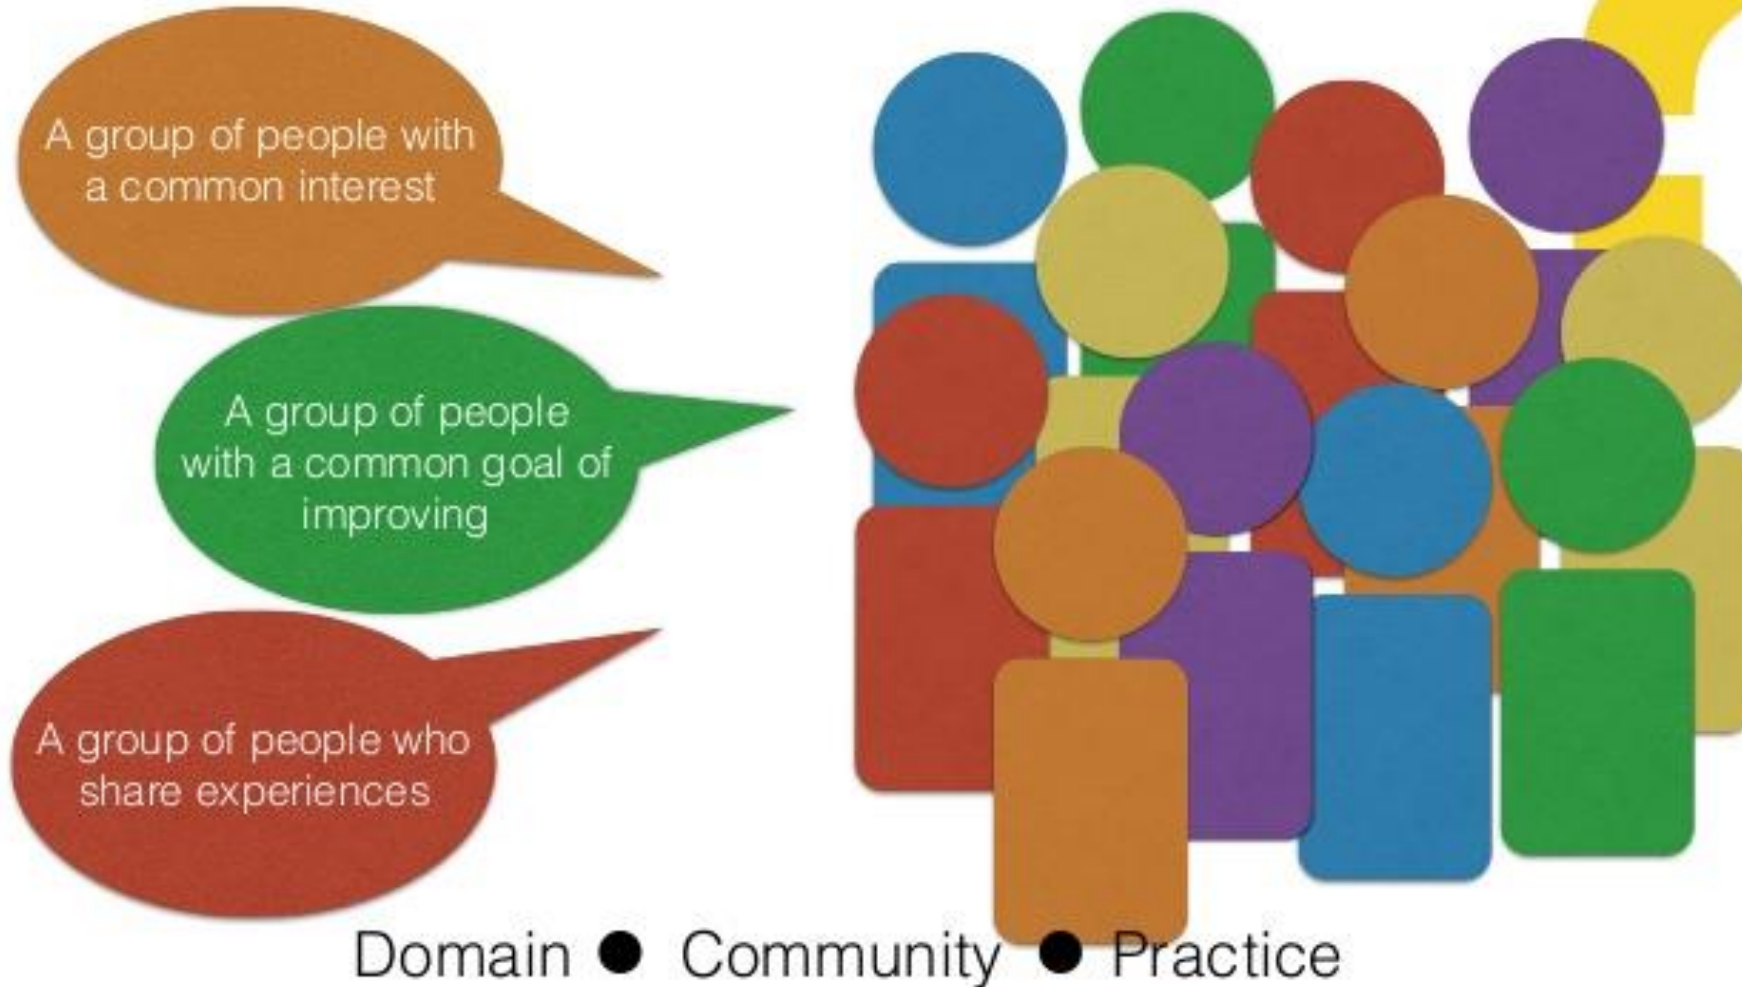 A group of people with
a common interest
A group of people
with a common goal of
improving
A group of people who
share experiences
Domain ● Community ● Practice